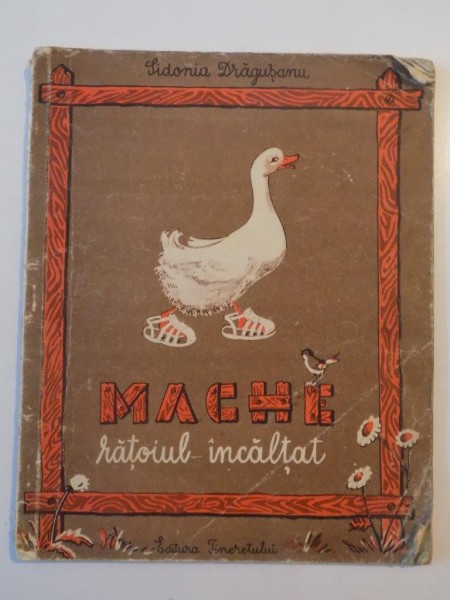 Sidonia Drăgușanu
MACHE
rățoiul încălțat
Editura Tineretului